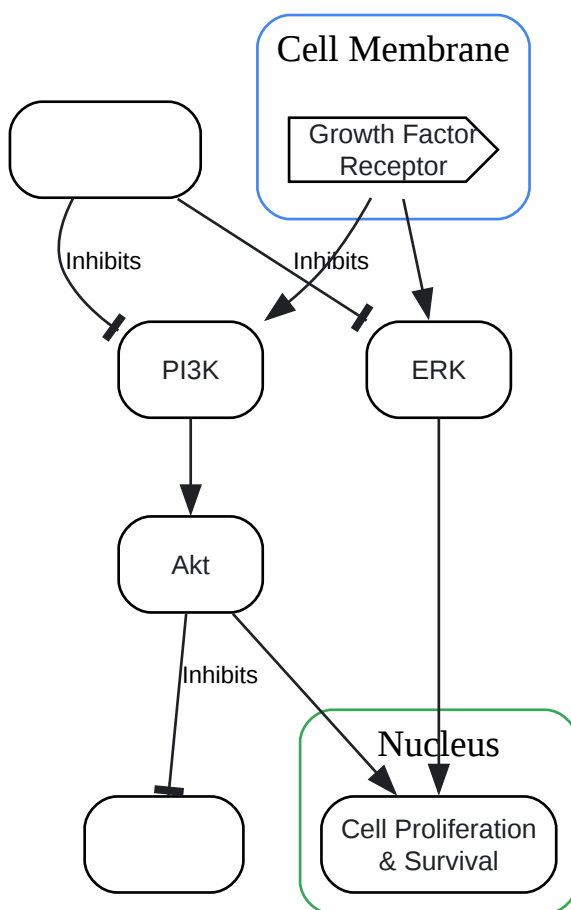 Cell Membrane
Growth Factor
Receptor
Inhibits
Inhibits
PI3K
ERK
Akt
Inhibits
Nucleus
Cell Proliferation
& Survival